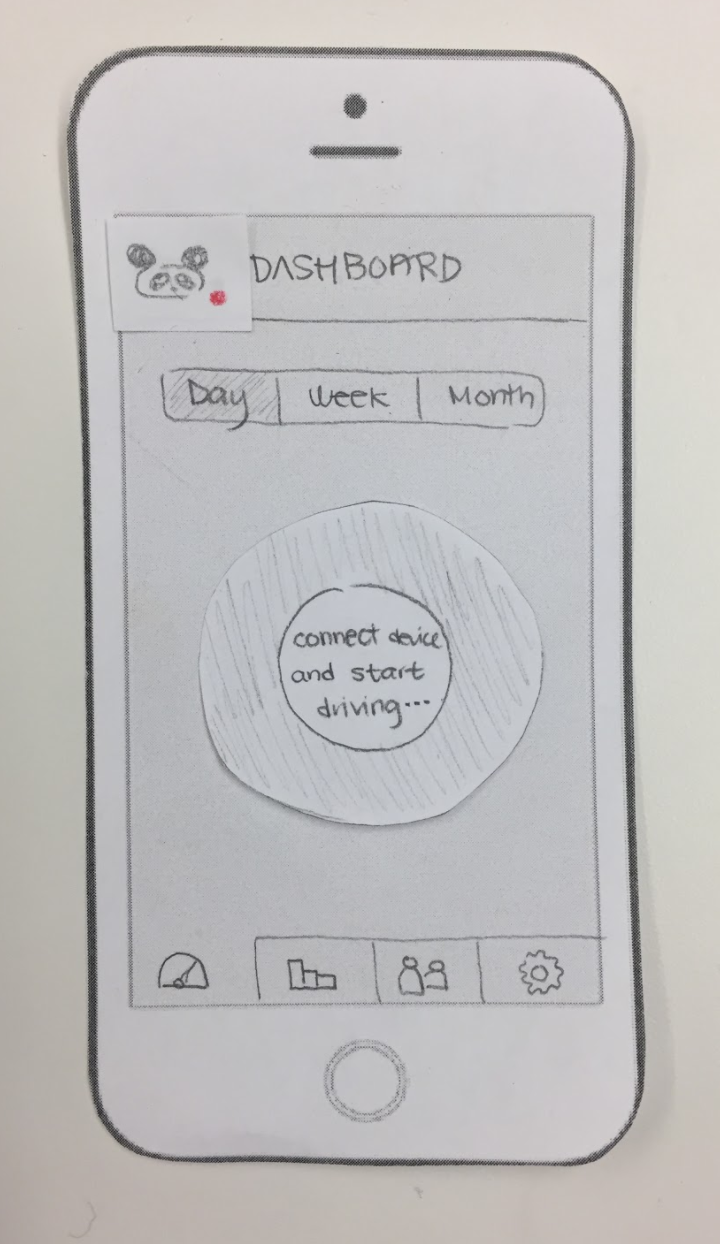 DASHBOARD
Day Week Month
connect device
and start
driving...